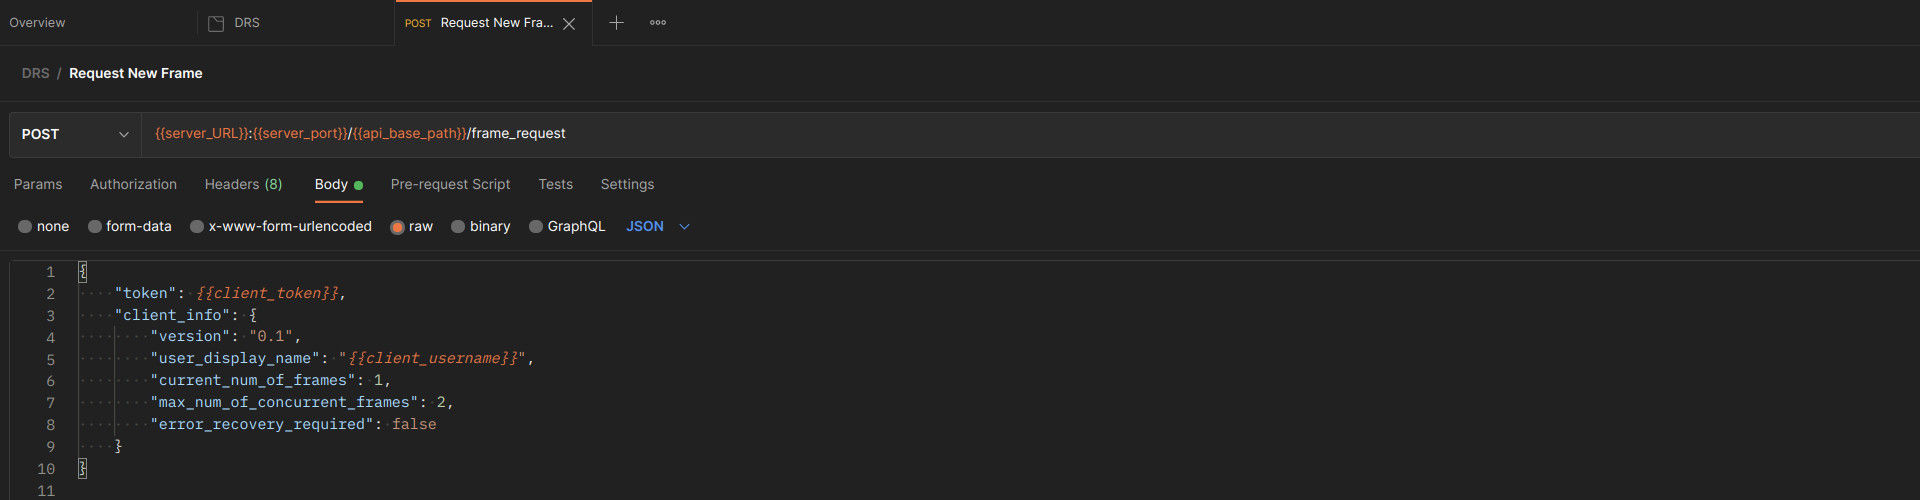 Overview DRS POST Request New Fra...
DRS / Request New Frame
POST {{server_URL}}:{{server_port}}/{{api_base_path}}/frame_request
Params Authorization Headers (8) Body Pre-request Script Tests Settings
none form-data x-www-form-urlencoded raw binary GraphQL JSON
1 {
2 "token": {{client_token}},
3 "client_info": {
4 "version": "0.1",
5 "user_display_name": "{{client_username}}",
6 "current_num_of_frames": 1,
7 "max_num_of_concurrent_frames": 2,
8 "error_recovery_required": false
9 }
10 }
11